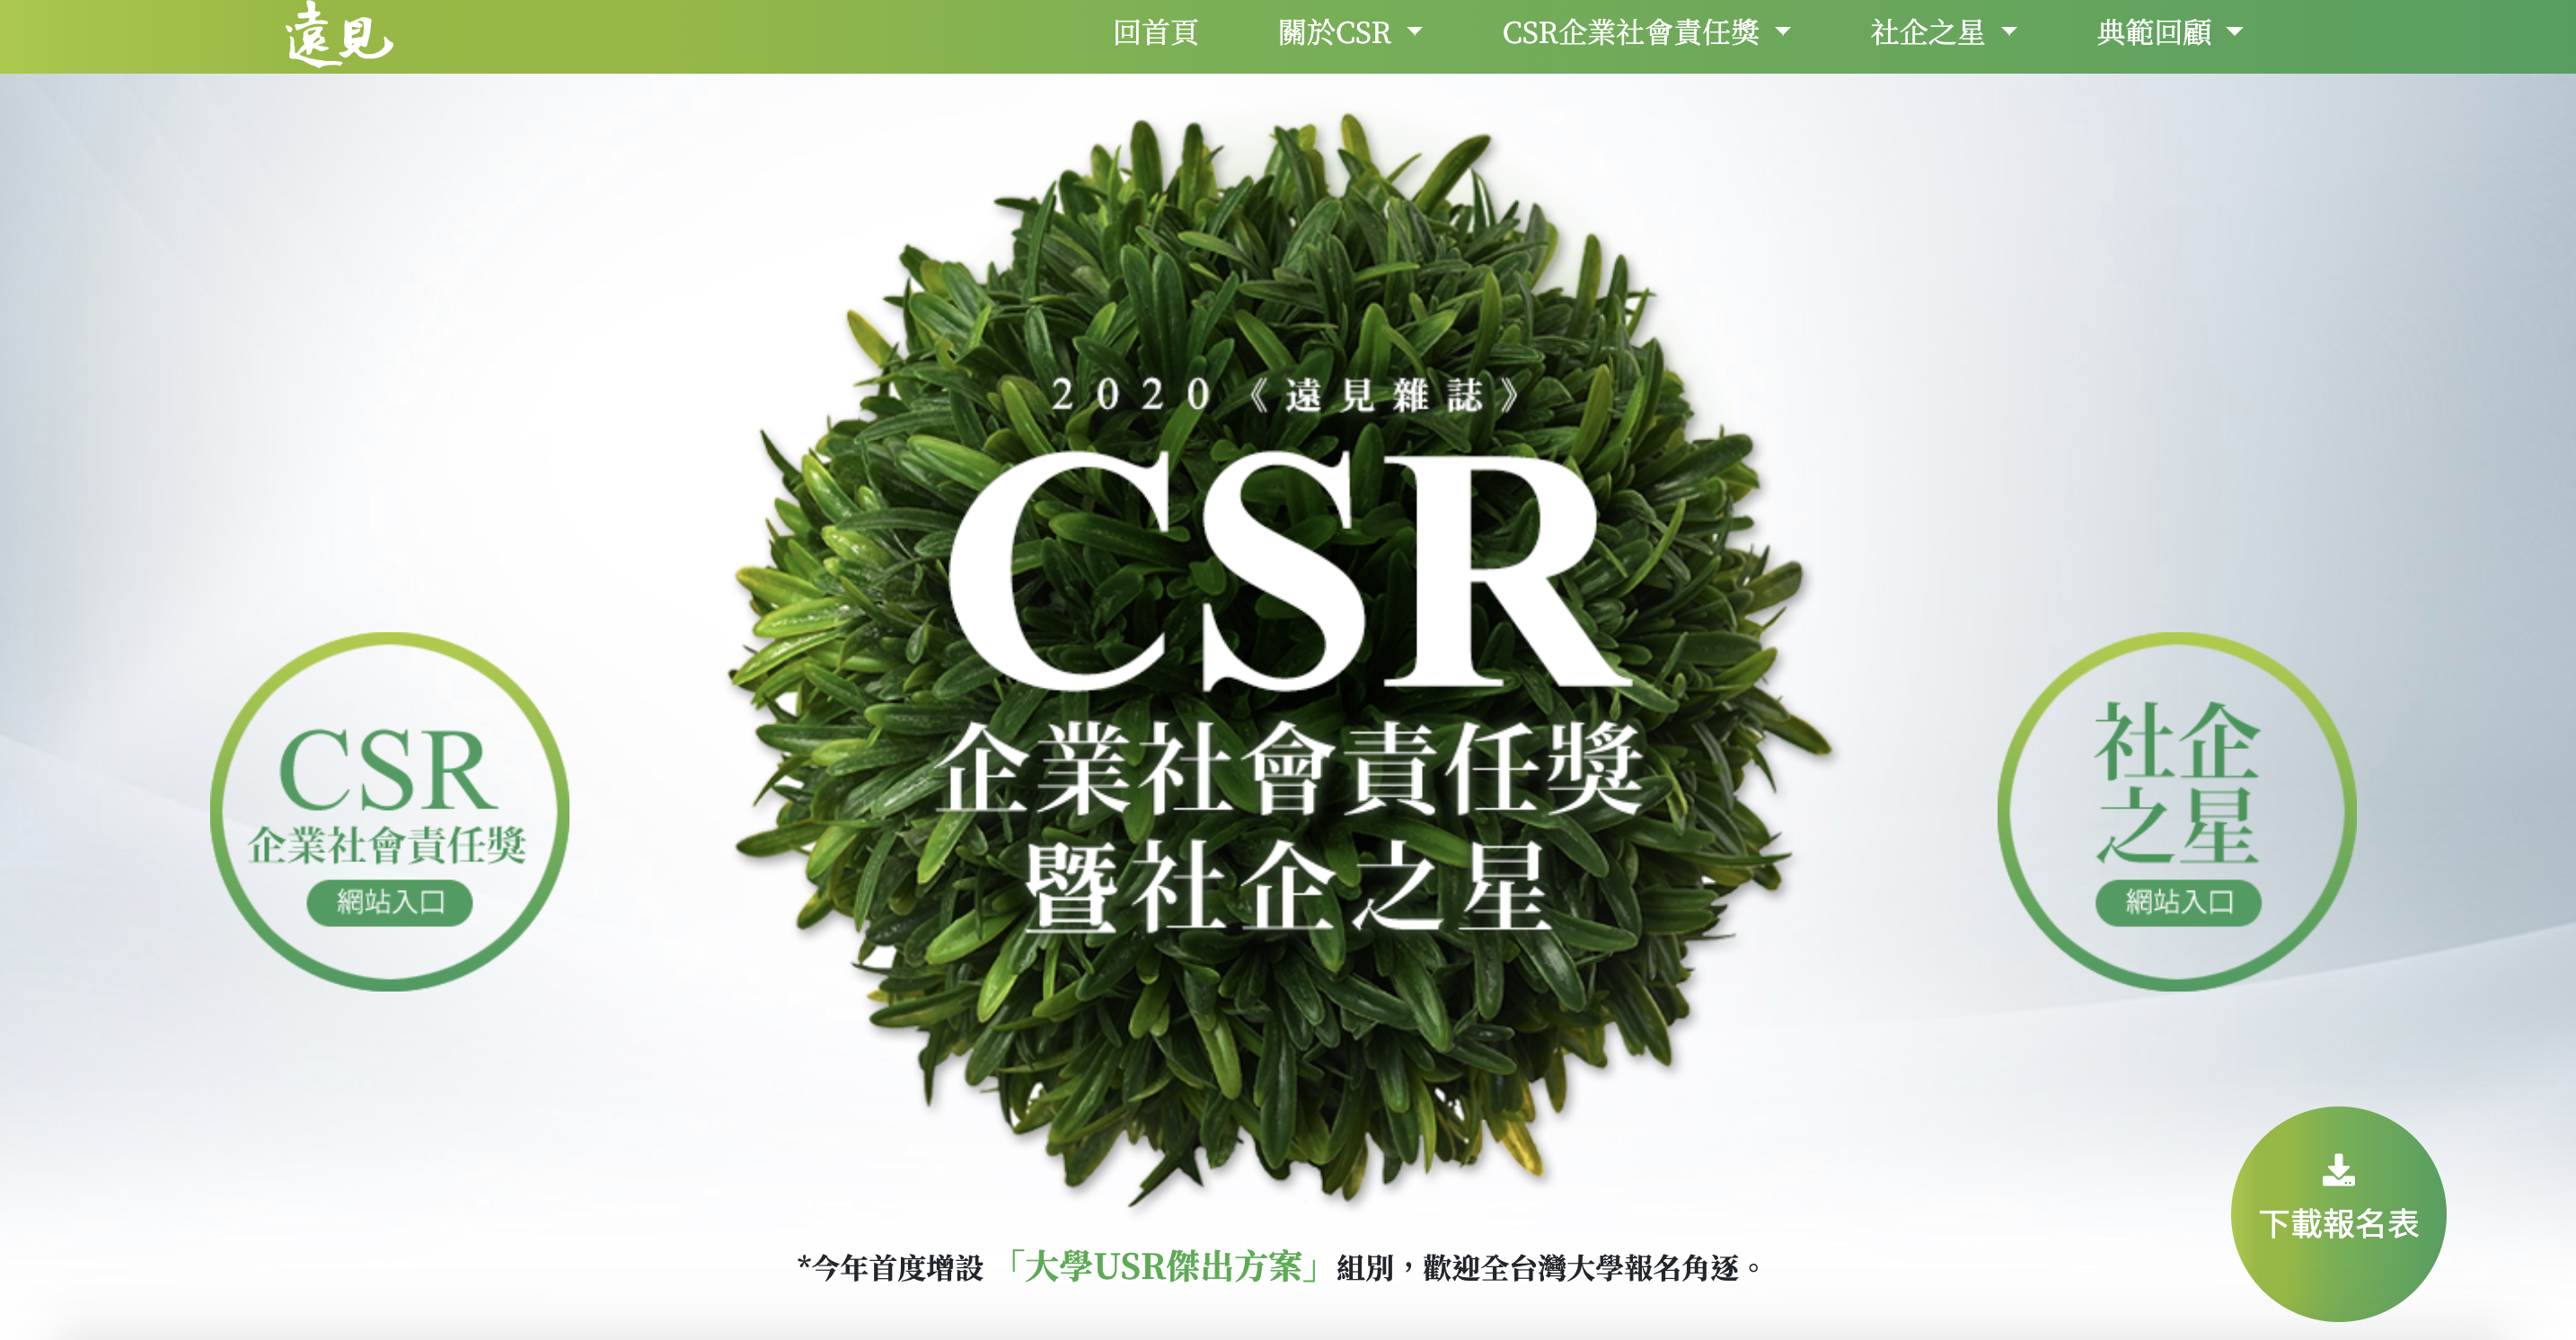 遠見
回首頁
關於CSR
CSR企業社會責任獎
社企之星
典範回顧
2020《遠見雜誌》
CSR
企業社會責任獎
暨社企之星
CSR
企業社會責任獎
網站入口
社企
之星
網站入口
下載報名表
*今年首度增設「大學USR傑出方案」組別，歡迎全台灣大學報名角逐。